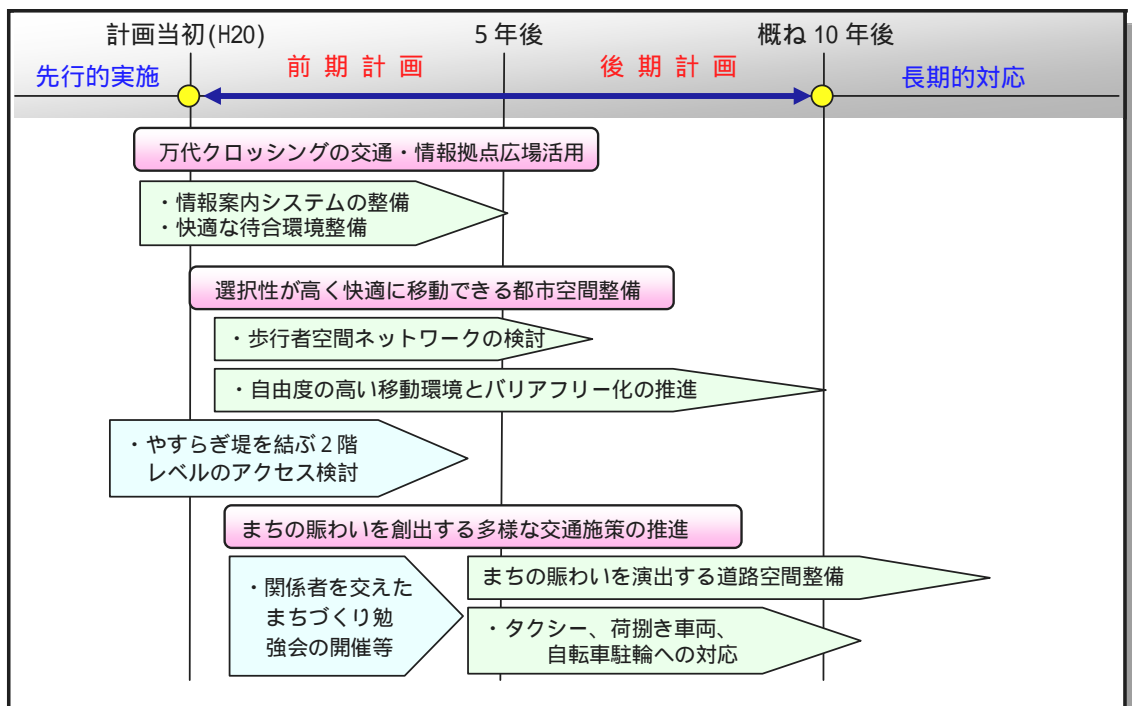 計画当初(H20)
5年後
概ね10年後
先行的実施
前期計画
後期計画
長期的対応
万代クロッシングの交通・情報拠点広場活用
・情報案内システムの整備
・快適な待合環境整備
選択性が高く快適に移動できる都市空間整備
・歩行者空間ネットワークの検討
・自由度の高い移動環境とバリアフリー化の推進
・やすらぎ堤を結ぶ2階
レベルのアクセス検討
まちの賑わいを創出する多様な交通施策の推進
・関係者を交えた
まちづくり勉
強会の開催等
まちの賑わいを演出する道路空間整備
・タクシー、荷捌き車両、
自転車駐輪への対応